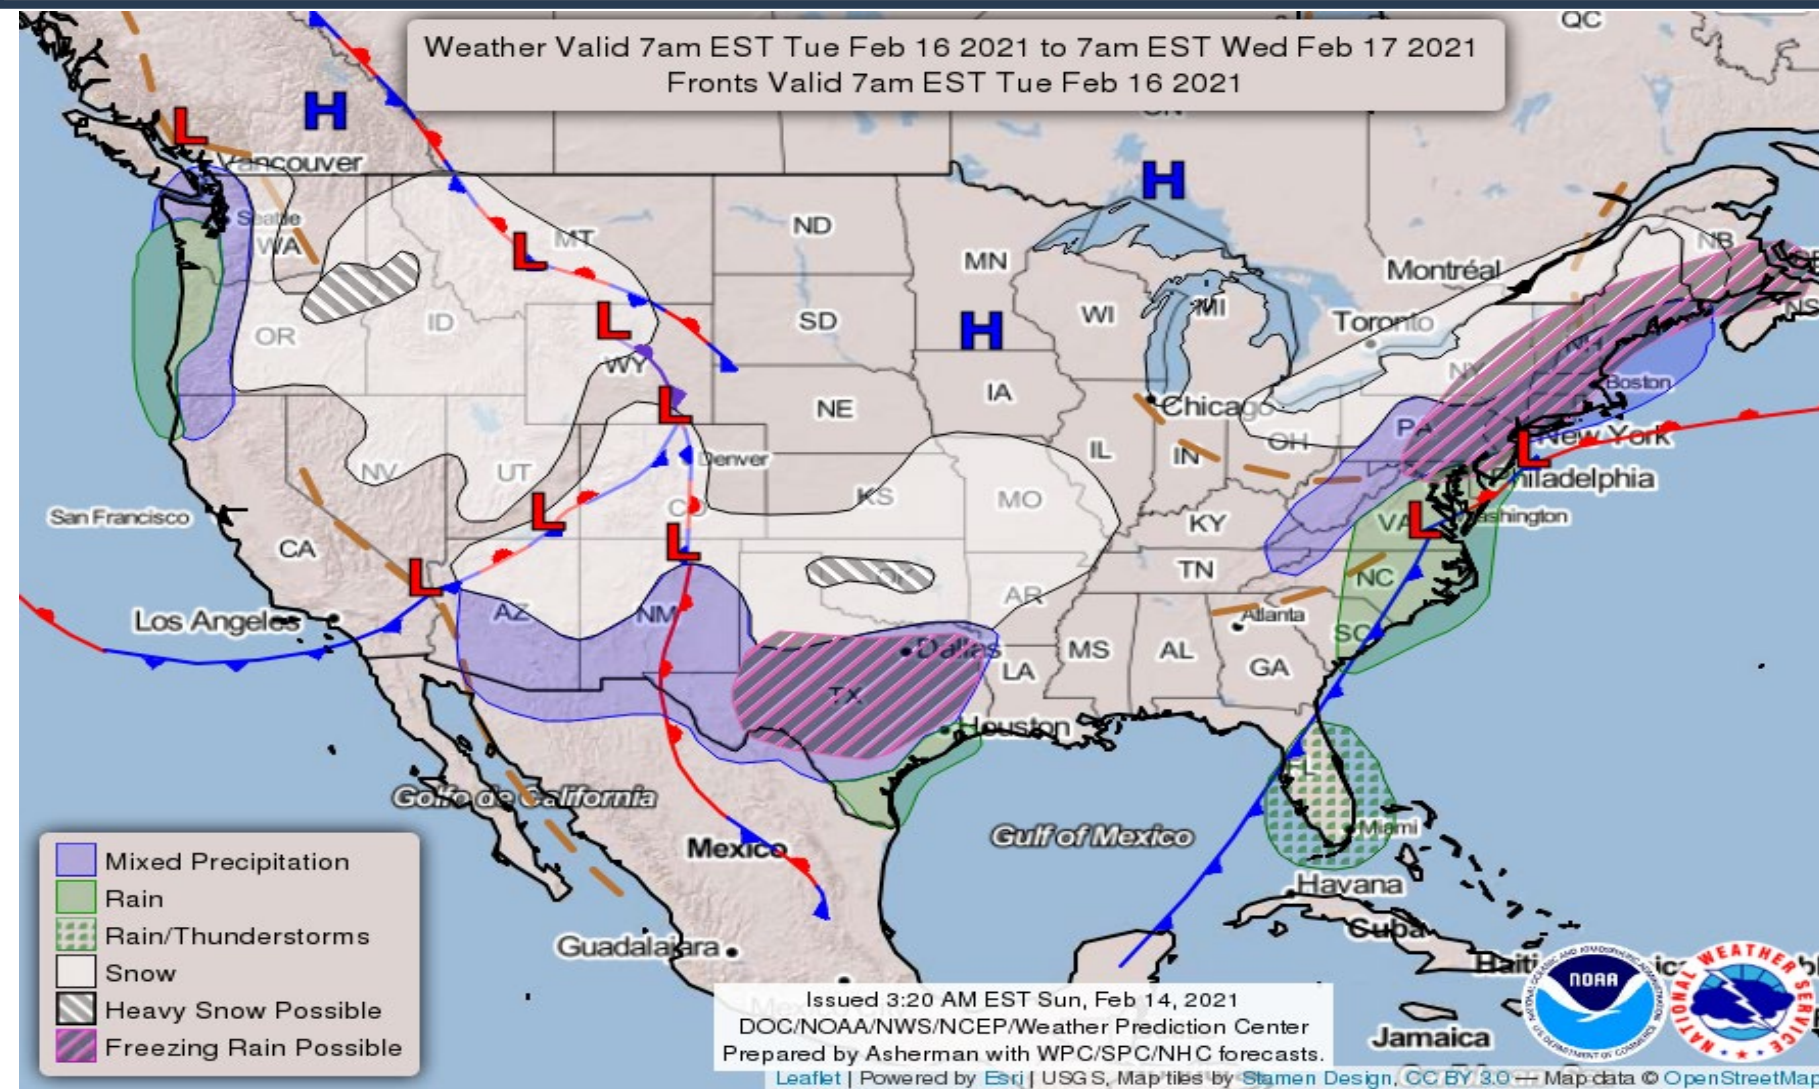 Weather Valid 7am EST Tue Feb 16 2021 to 7am EST Wed Feb 17 2021
Fronts Valid 7am EST Tue Feb 16 2021
QC
H
L
Vancouver
H
Seattle
WA
MT
L
ND
MN
Montréal
NB
OR
ID
L
WY
SD
H
WI
MI
Toronto
NH
NS
L
NE
IA
Chicago
NY
Boston
PA
NV
UT
Denver
IL
IN
OH
L
New York
KS
MO
Philadelphia
San Francisco
L
KY
VA
L
Washington
CA
L
L
AZ
NM
OK
AR
TN
NC
Los Angeles
Dallas
LA
MS
AL
Atlanta
GA
SC
TX
Houston
FL
Golfo de California
Mexico
Gulf of Mexico
Miami
Havana
Cuba
Guadalajara
Haiti
Mexico City
Jamaica
Mixed Precipitation
Rain
Rain/Thunderstorms
Snow
Heavy Snow Possible
Freezing Rain Possible
Issued 3:20 AM EST Sun, Feb 14, 2021
DOC/NOAA/NWS/NCEP/Weather Prediction Center
Prepared by Asherman with WPC/SPC/NHC forecasts.
NOAA
NATIONAL WEATHER SERVICE
Leaflet | Powered by Esri | USGS, Map tiles by Stamen Design, CC BY 3.0 — Map data © OpenStreetMap